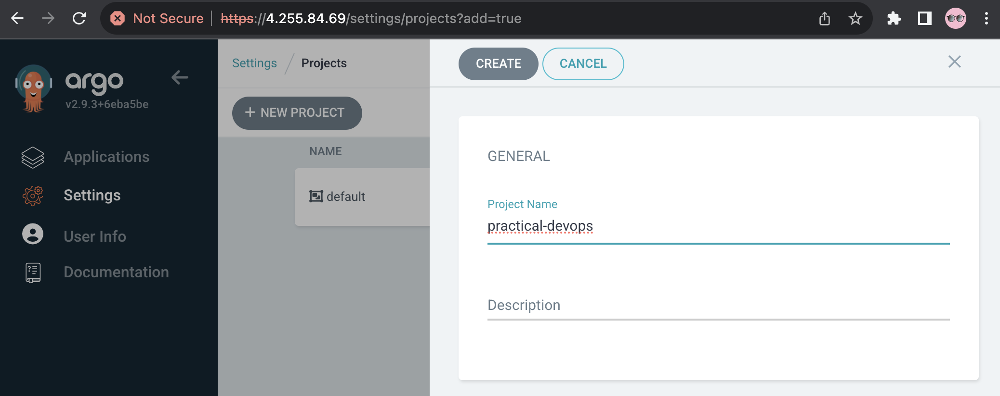 Not Secure https://4.255.84.69/settings/projects?add=true
argo
v2.9.3+6eba5be
Applications
Settings
User Info
Documentation
Settings / Projects
+ NEW PROJECT
NAME
default
CREATE CANCEL
GENERAL
Project Name
practical-devops
Description